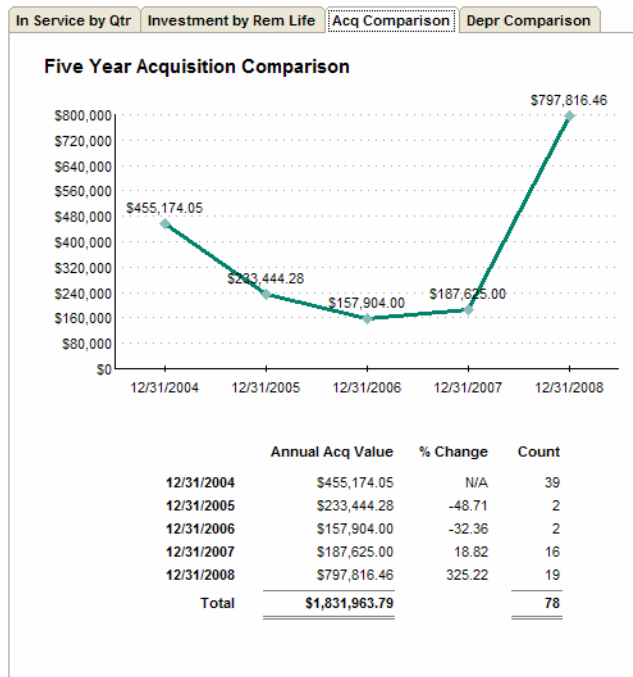 In Service by Qtr Investment by Rem Life Acq Comparison Depr Comparison
Five Year Acquisition Comparison
$797,816.46
$800,000
$720,000
$640,000
$560,000
$480,000
$455,174.05
$400,000
$320,000
$233,444.28
$240,000
$187,625.00
$157,904.00
$160,000
$80,000
$0
12/31/2004 12/31/2005 12/31/2006 12/31/2007 12/31/2008
Annual Acq Value % Change Count
12/31/2004 $455,174.05 N/A 39
12/31/2005 $233,444.28 -48.71 2
12/31/2006 $157,904.00 -32.36 2
12/31/2007 $187,625.00 18.82 16
12/31/2008 $797,816.46 325.22 19
Total $1,831,963.79 78